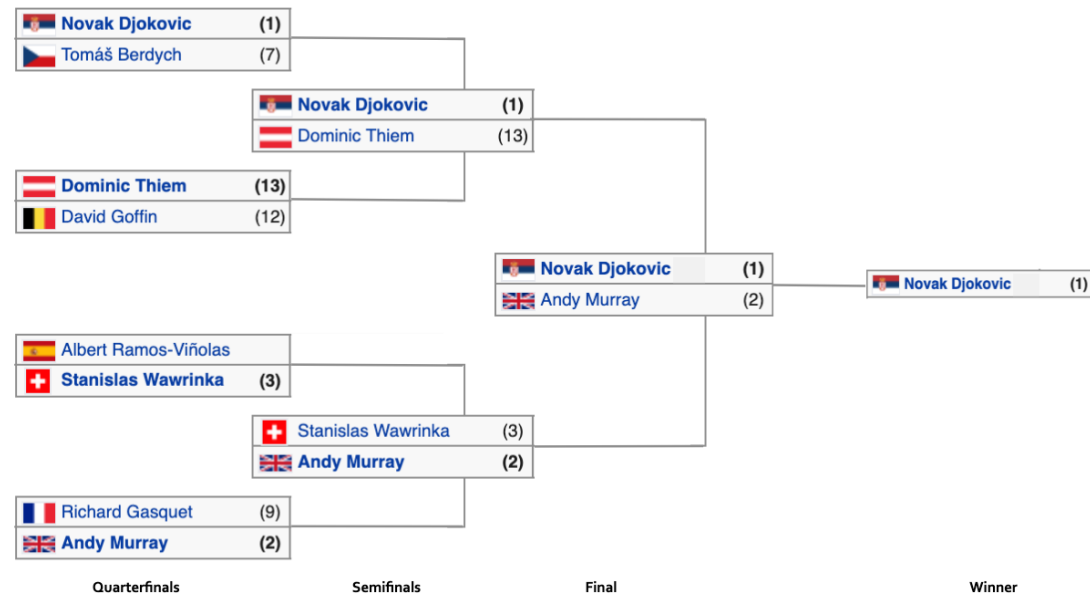 Novak Djokovic (1)
Tomáš Berdych (7)
Novak Djokovic (1)
Dominic Thiem (13)
Dominic Thiem (13)
David Goffin (12)
Novak Djokovic (1)
Andy Murray (2)
Novak Djokovic (1)
Albert Ramos-Viñolas
Stanislas Wawrinka (3)
Stanislas Wawrinka (3)
Andy Murray (2)
Richard Gasquet (9)
Andy Murray (2)
Quarterfinals Semifinals Final Winner